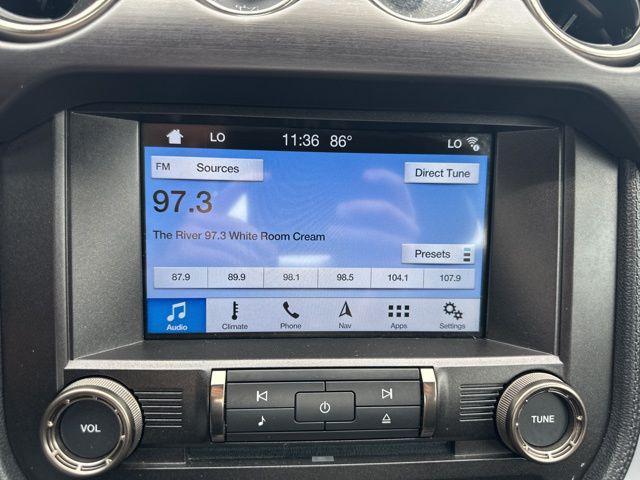 LO 11:36 86° LO
FM Sources Direct Tune
97.3
The River 97.3 White Room Cream
Presets
87.9 89.9 98.1 98.5 104.1 107.9
Audio Climate Phone Nav Apps Settings
VOL
TUNE